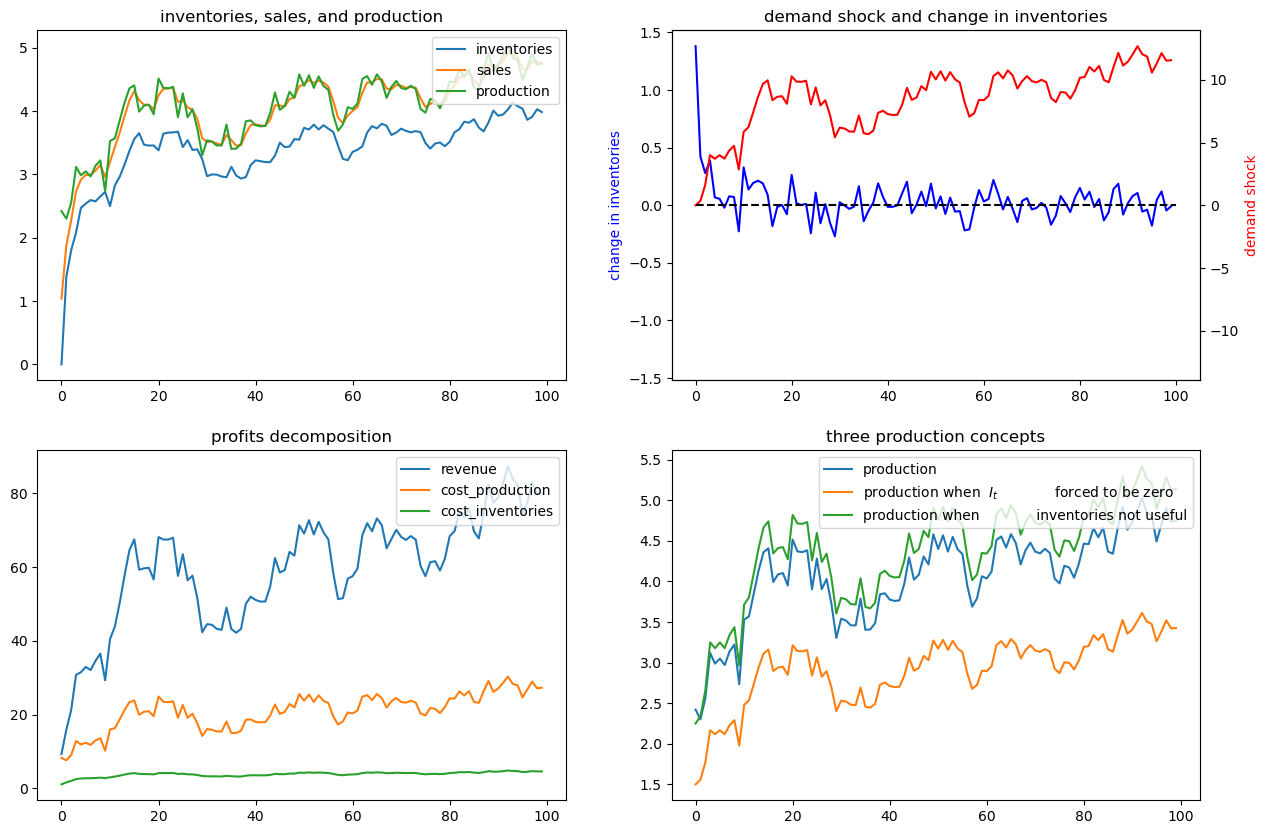 inventories, sales, and production
5
4
3
2
1
0
0 20 40 60 80 100
inventories
sales
production
demand shock and change in inventories
change in inventories
1.5
1.0
0.5
0.0
−0.5
−1.0
−1.5
0 20 40 60 80 100
10
5
0
−5
−10
demand shock
profits decomposition
80
60
40
20
0
0 20 40 60 80 100
revenue
cost_production
cost_inventories
three production concepts
5.5
5.0
4.5
4.0
3.5
3.0
2.5
2.0
1.5
0 20 40 60 80 100
production
production when I_t forced to be zero
production when inventories not useful